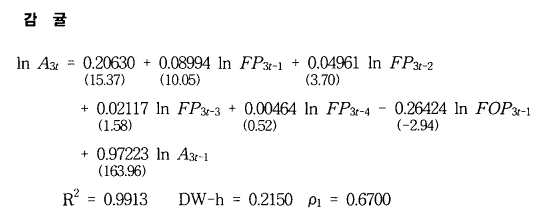 감 귤
ln A3t = 0.20630 + 0.08994 ln FP3t-1 + 0.04961 ln FP3t-2
(15.37) (10.05) (3.70)
+ 0.02117 ln FP3t-3 + 0.00464 ln FP3t-4 - 0.26424 ln FOP3t-1
(1.58) (0.52) (-2.94)
+ 0.97223 ln A3t-1
(163.96)
R² = 0.9913 DW-h = 0.2150 ρ1 = 0.6700